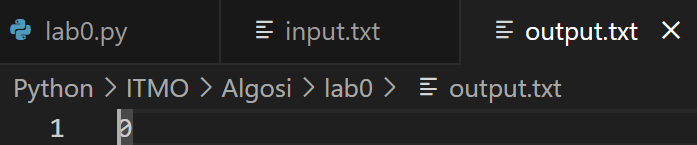 lab0.py input.txt output.txt
Python > ITMO > Algosi > lab0 > output.txt
1 0